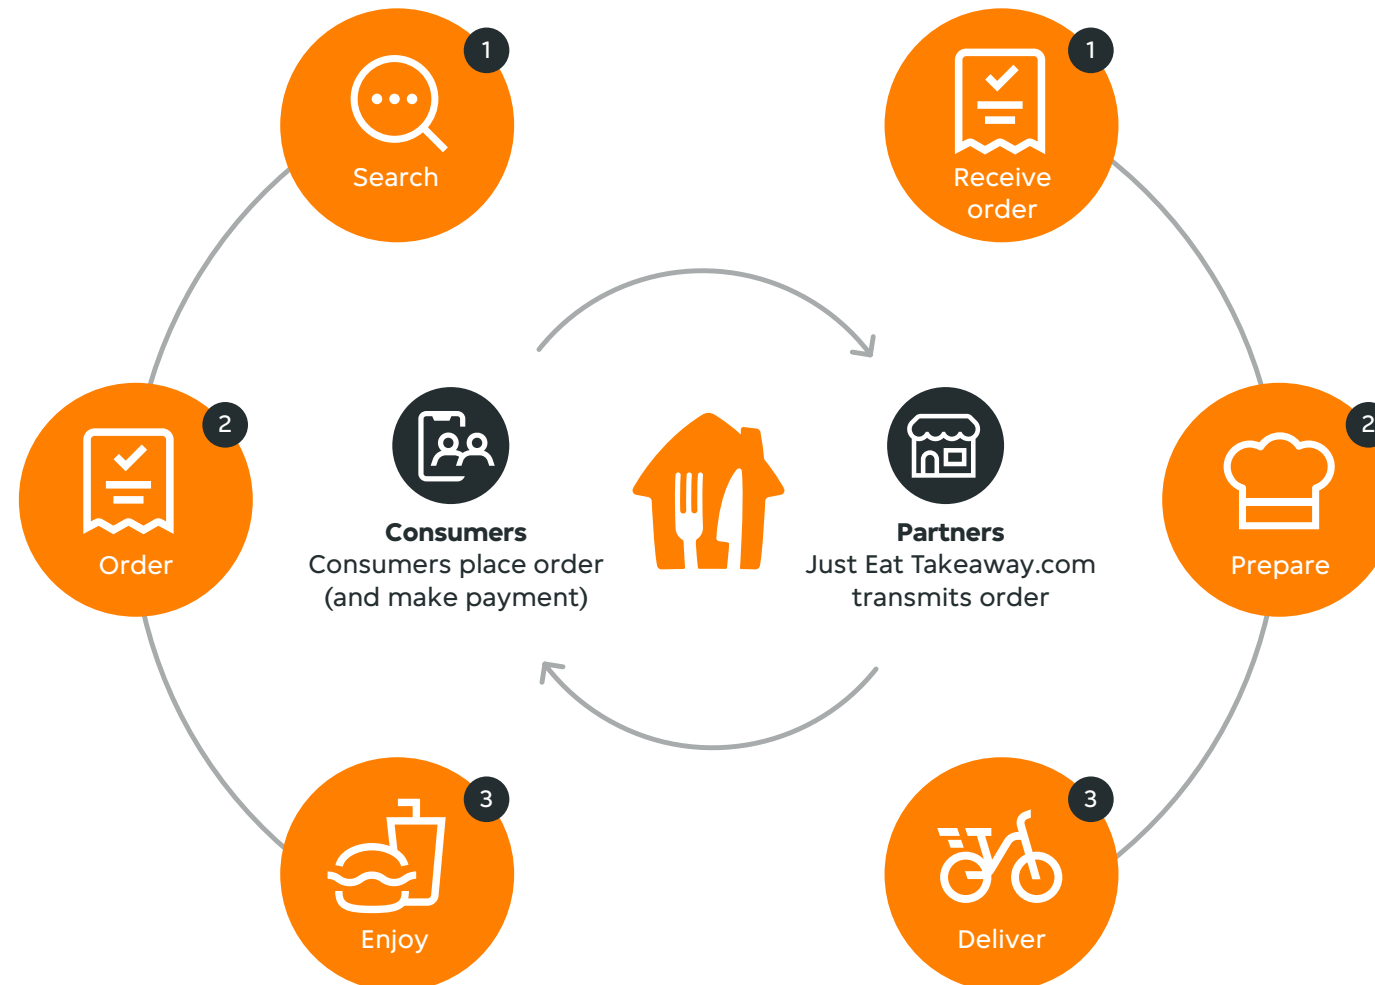 1
Search
2
Order
3
Enjoy
Consumers
Consumers place order
(and make payment)
Partners
Just Eat Takeaway.com
transmits order
1
Receive
order
2
Prepare
3
Deliver